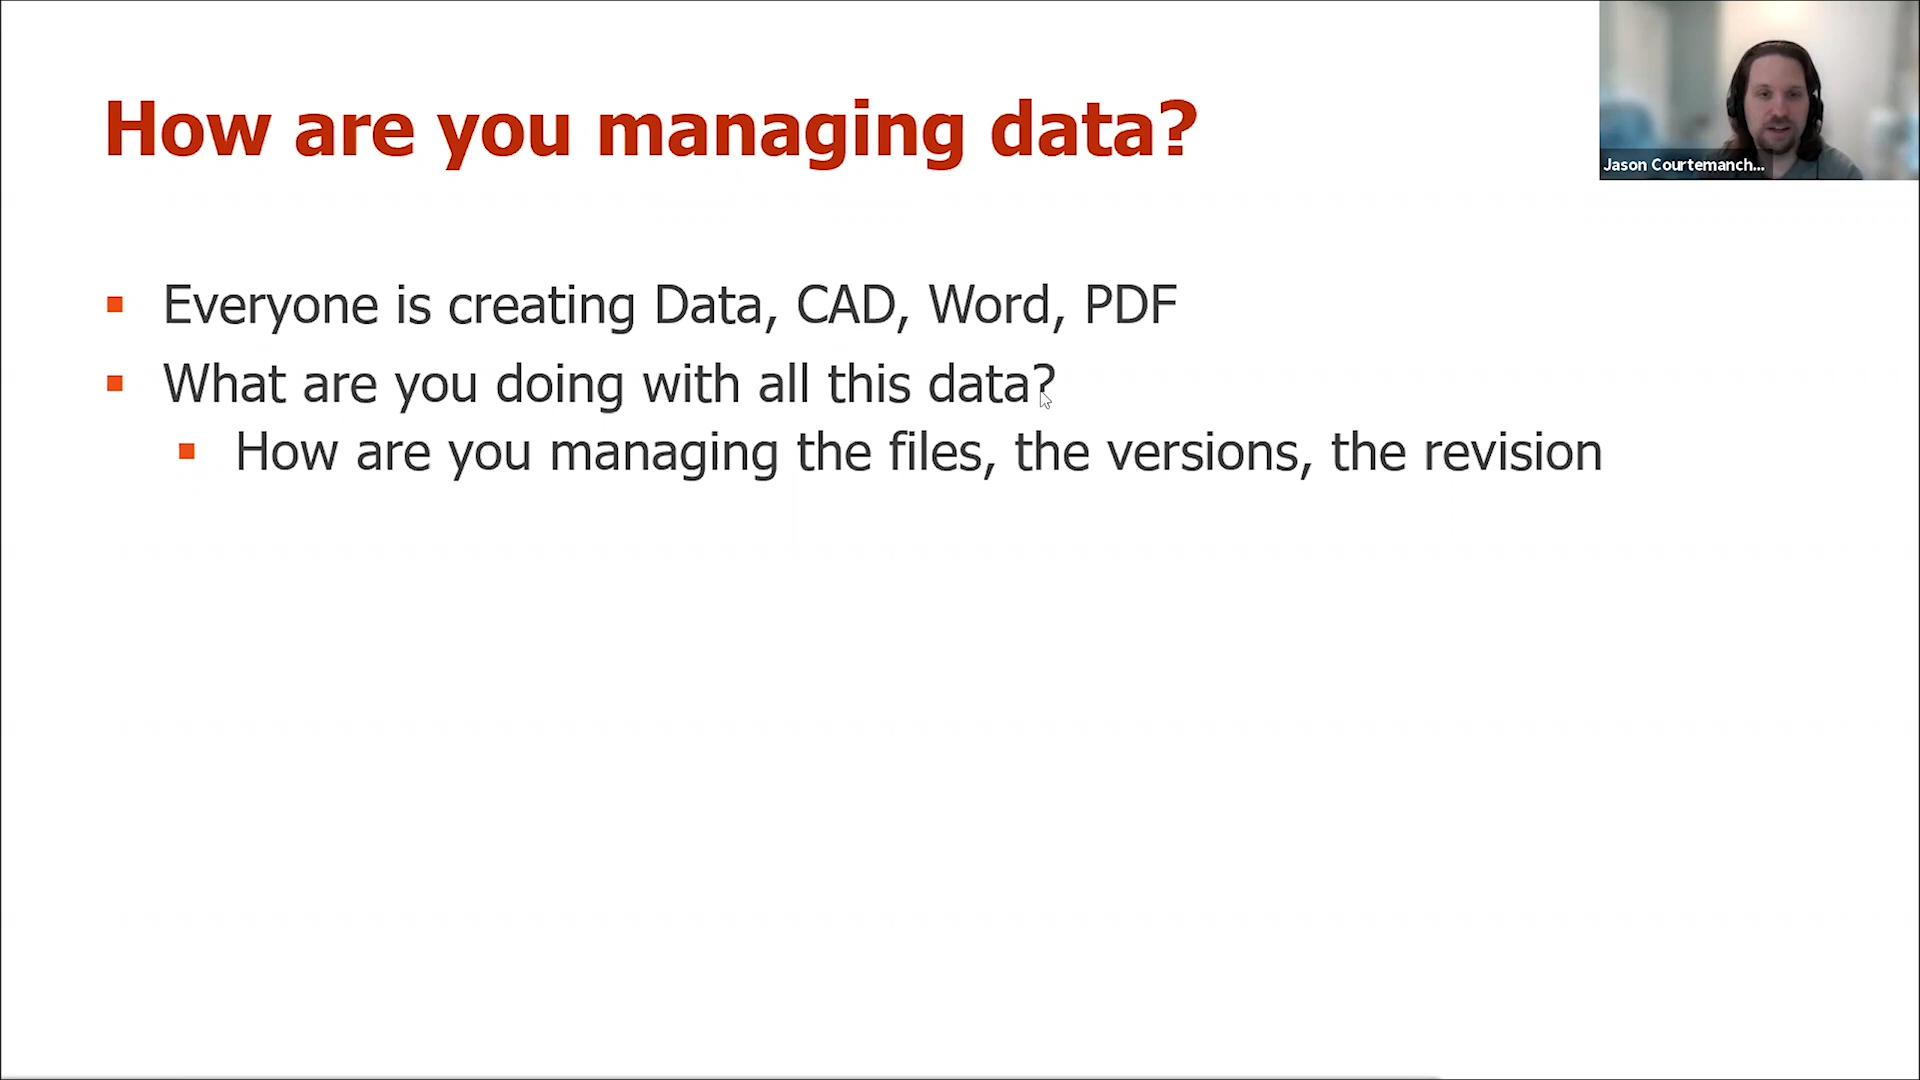 How are you managing data?
Everyone is creating Data, CAD, Word, PDF
What are you doing with all this data?
How are you managing the files, the versions, the revision
Jason Courtemanch...